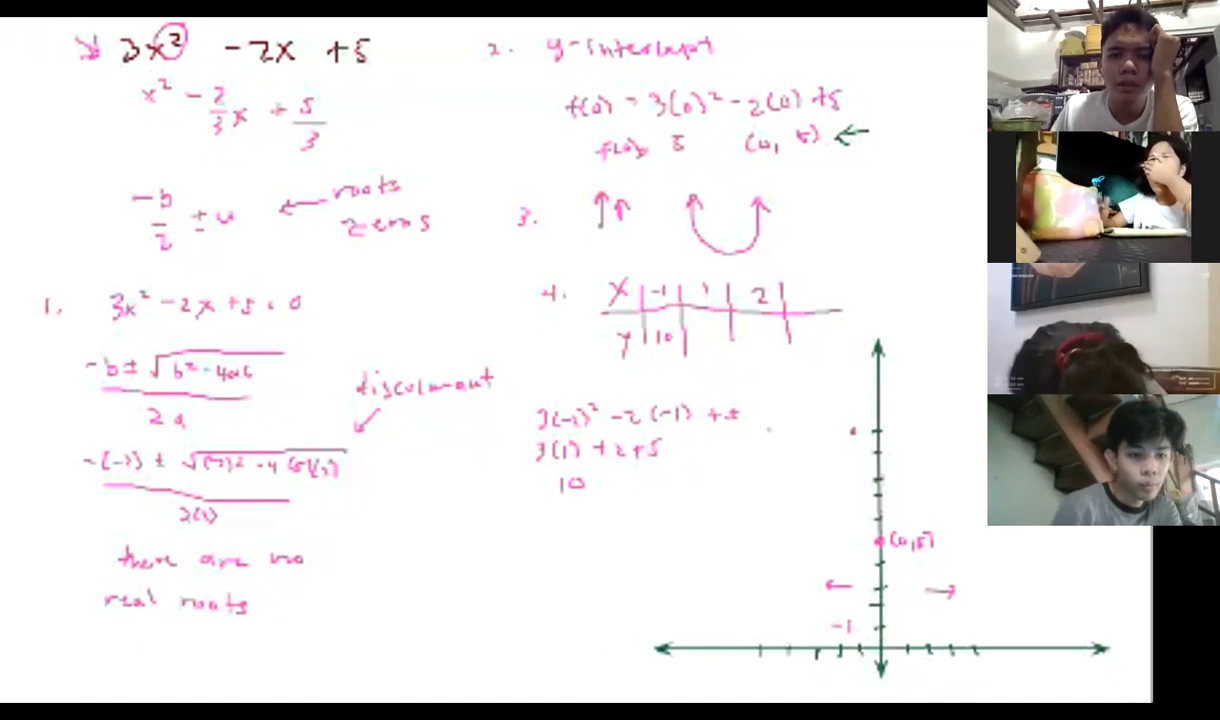 3x² - 2x + 5
x² - 2/3 x + 5/3
-b/2 ± u ← roots
zeros
1. 3x² - 2x + 5 = 0
-b ± √b² - 4ac
2a
discriminant
2(3)
there are no
real roots
2. y-intercept
f(0) = 3(0)² - 2(0) + 5
f(0) = 5 (0, 5) ←
3. ↑↑
4. X | -1 | 1 | 2 |
Y | 10 |
3(-1)² - 2(-1) + 5
3(1) + 2 + 5
10
(0,5)
← →
-1